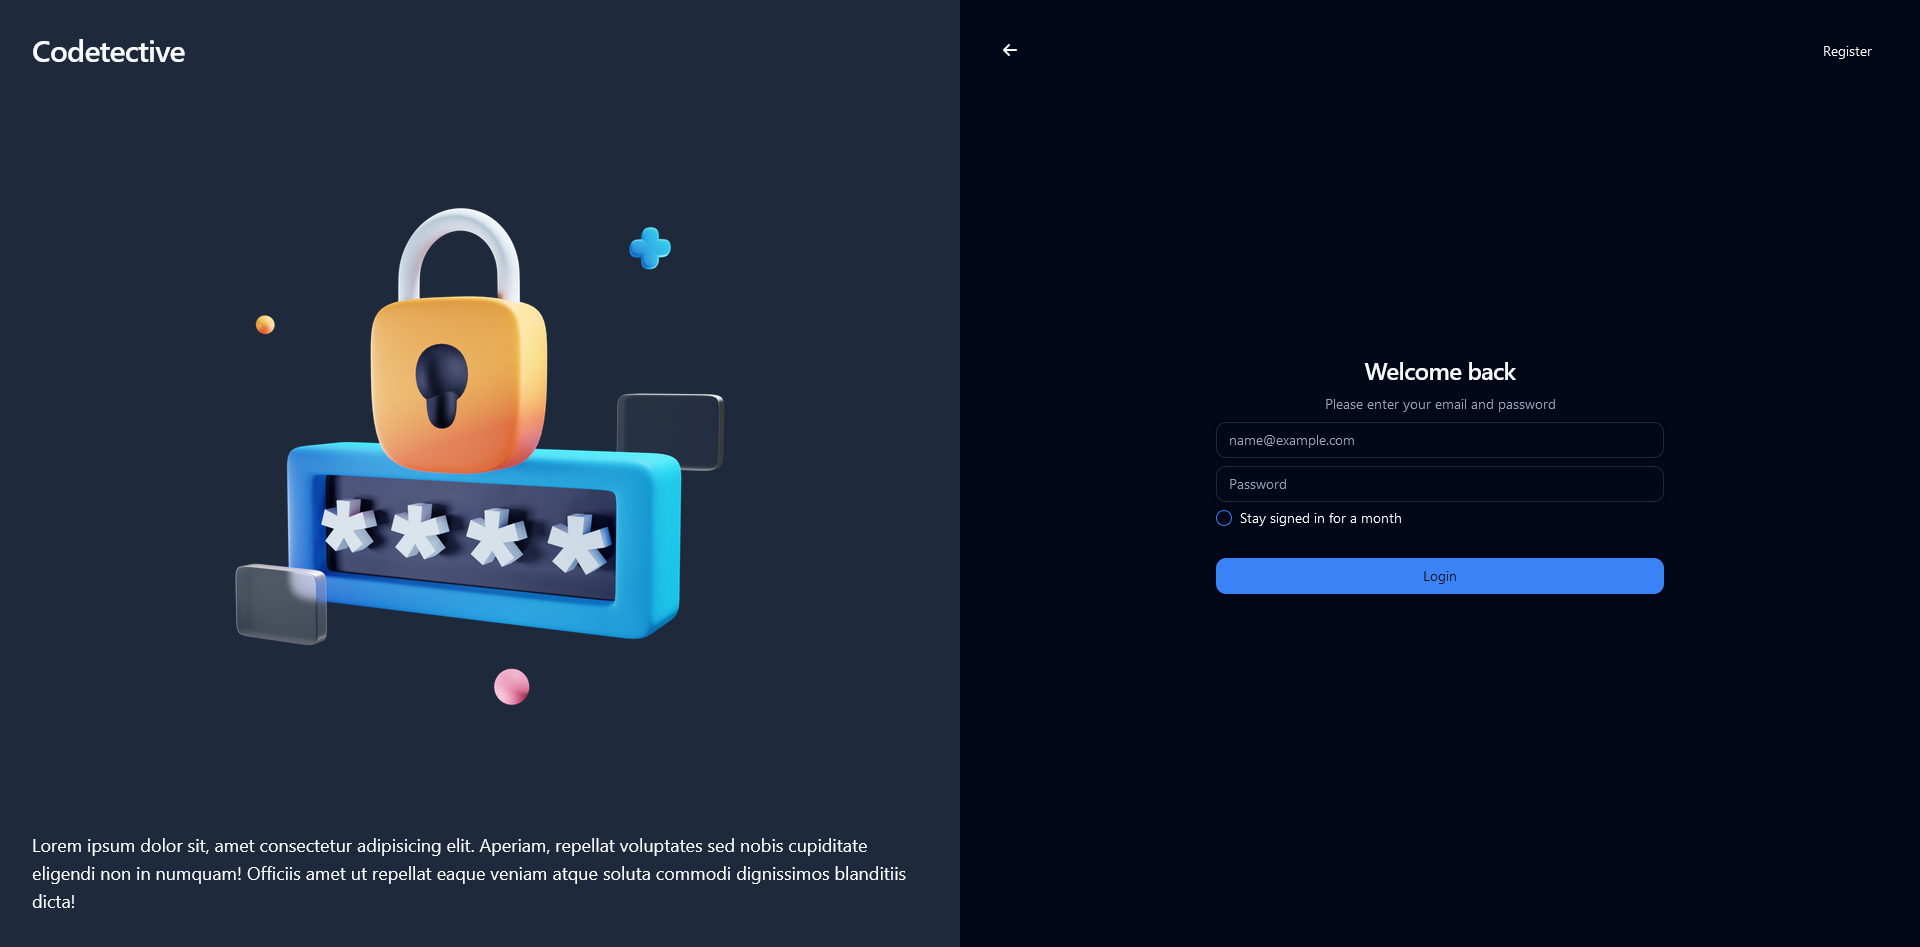 Codetective
Register
Welcome back
Please enter your email and password
name@example.com
Password
Stay signed in for a month
Login
* * * *
Lorem ipsum dolor sit, amet consectetur adipisicing elit. Aperiam, repellat voluptates sed nobis cupiditate
eligendi non in numquam! Officiis amet ut repellat eaque veniam atque soluta commodi dignissimos blanditiis
dicta!